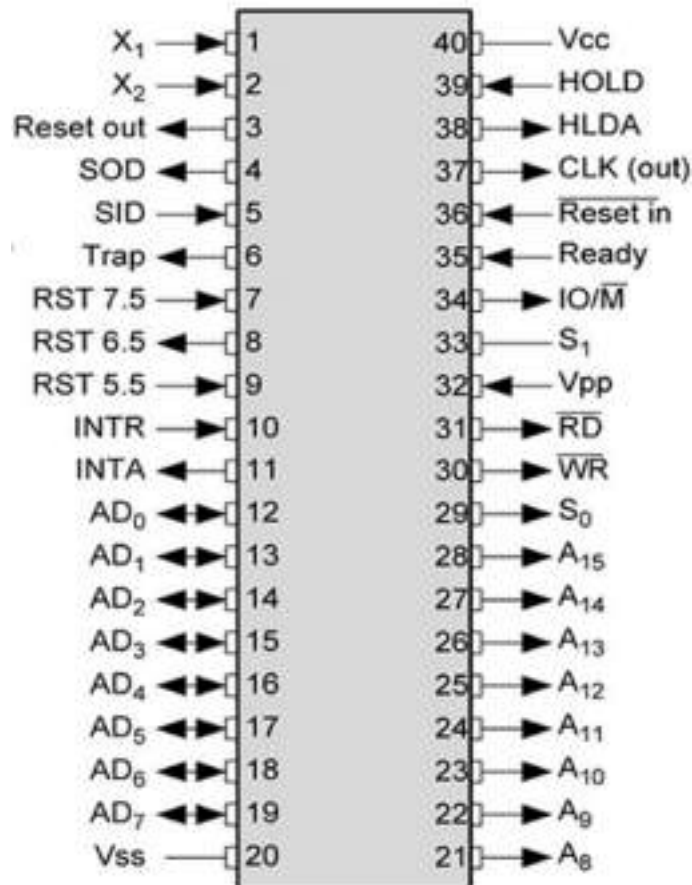 X₁ 1 40 Vcc
X₂ 2 39 HOLD
Reset out 3 38 HLDA
SOD 4 37 CLK (out)
SID 5 36 R̅e̅s̅e̅t̅ ̅i̅n̅
Trap 6 35 Ready
RST 7.5 7 34 IO/M̅
RST 6.5 8 33 S₁
RST 5.5 9 32 Vpp
INTR 10 31 R̅D̅
INTA 11 30 W̅R̅
AD₀ 12 29 S₀
AD₁ 13 28 A₁₅
AD₂ 14 27 A₁₄
AD₃ 15 26 A₁₃
AD₄ 16 25 A₁₂
AD₅ 17 24 A₁₁
AD₆ 18 23 A₁₀
AD₇ 19 22 A₉
Vss 20 21 A₈